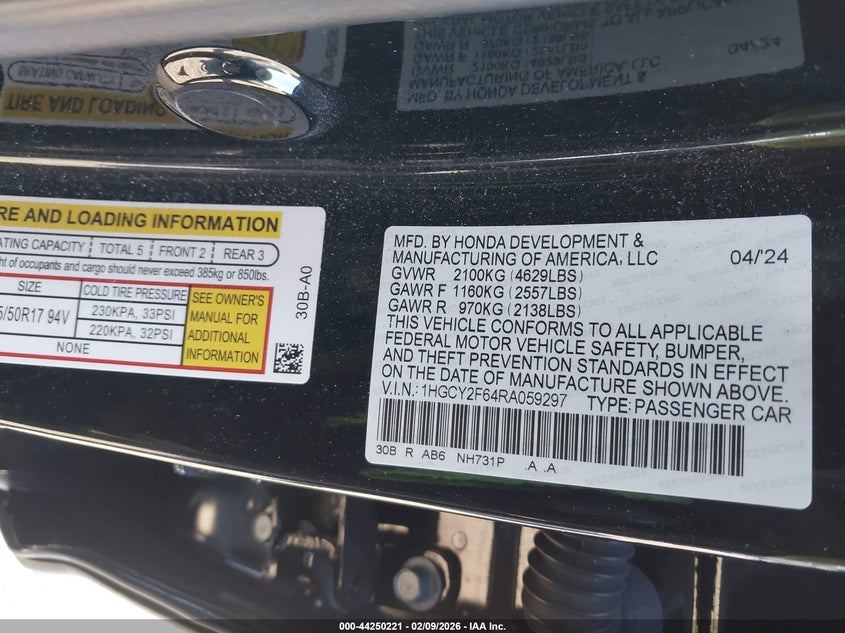 RE AND LOADING INFORMATION
ATING CAPACITY TOTAL 5 FRONT 2 REAR 3
ht of occupants and cargo should never exceed 385kg or 850lbs.
SIZE COLD TIRE PRESSURE SEE OWNER'S MANUAL FOR ADDITIONAL INFORMATION
5/50R17 94V 230KPA, 33PSI
220KPA, 32PSI
NONE
30B-A0
MFD. BY HONDA DEVELOPMENT &
MANUFACTURING OF AMERICA, LLC 04/'24
GVWR 2100KG (4629LBS)
GAWR F 1160KG (2557LBS)
GAWR R 970KG (2138LBS)
THIS VEHICLE CONFORMS TO ALL APPLICABLE
FEDERAL MOTOR VEHICLE SAFETY, BUMPER,
AND THEFT PREVENTION STANDARDS IN EFFECT
ON THE DATE OF MANUFACTURE SHOWN ABOVE.
V.I.N.: 1HGCY2F64RA059297 TYPE: PASSENGER CAR
30B R AB6 NH731P .A .A
000-44250221 - 02/09/2026 - IAA Inc.